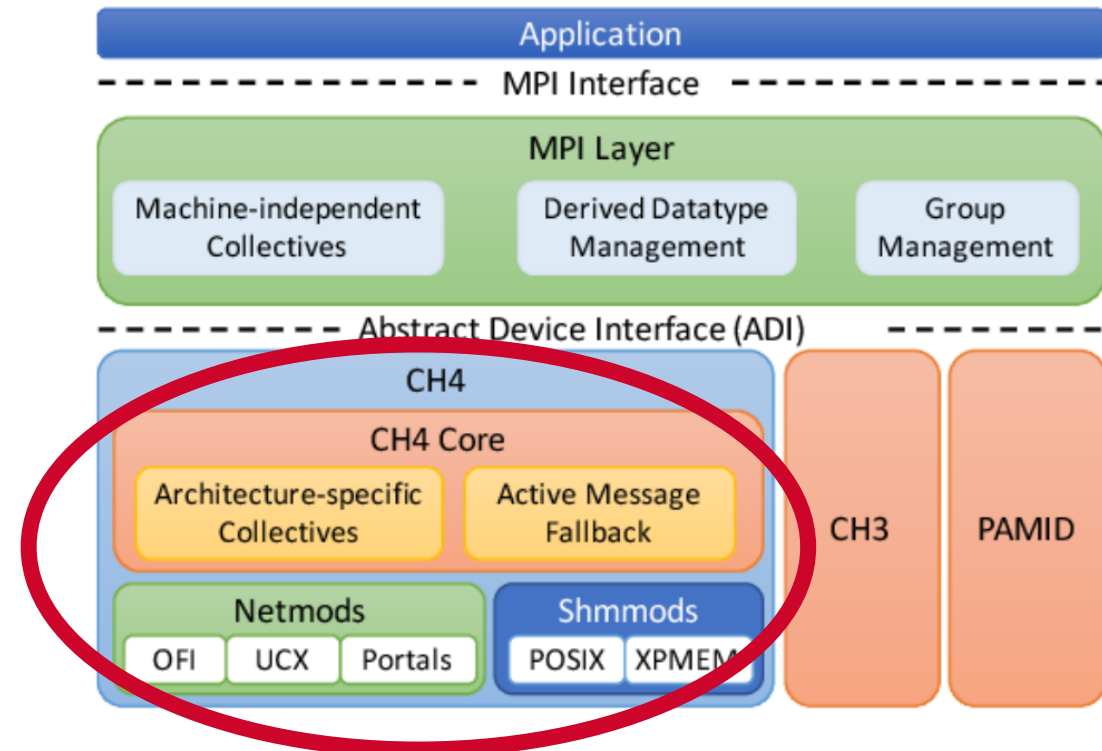 Application
MPI Interface
MPI Layer
Machine-independent
Collectives
Derived Datatype
Management
Group
Management
Abstract Device Interface (ADI)
CH4
CH4 Core
Architecture-specific
Collectives
Active Message
Fallback
Netmods
OFI
UCX
Portals
Shmmods
POSIX
XPMEM
CH3
PAMID